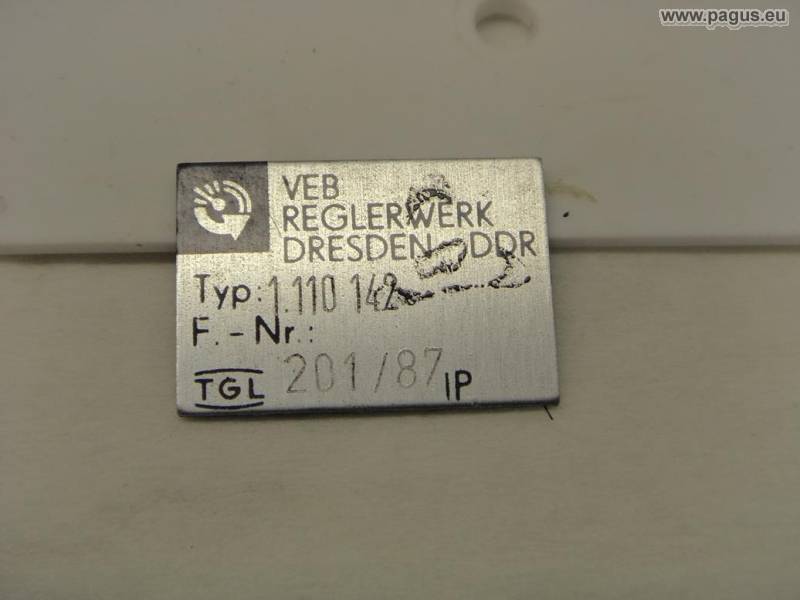 www.pagus.eu
VEB
REGLERWERK
DRESDEN DDR
Typ: 1.110 142
F.-Nr.:
TGL 201/87 IP